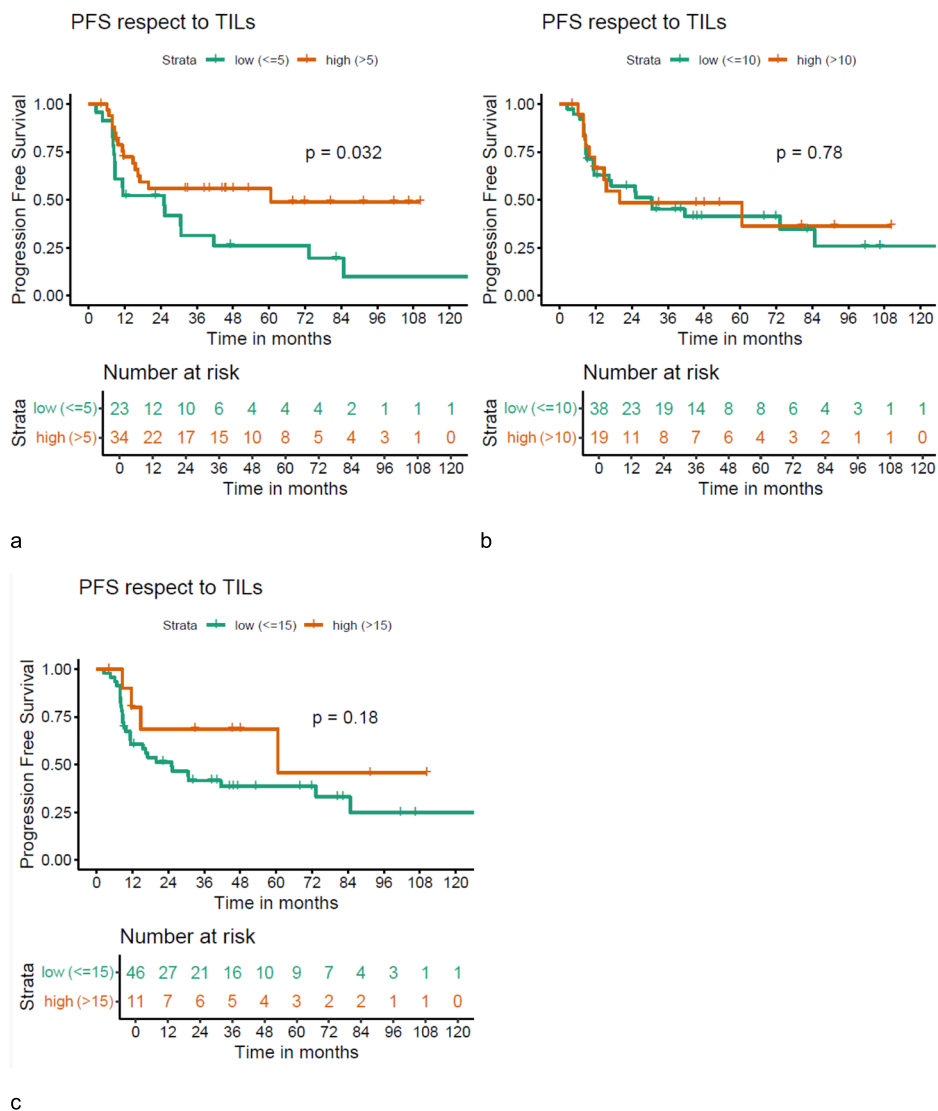 PFS respect to TILs
Strata low (<=5) high (>5)
Progression Free Survival
1.00
0.75
0.50
0.25
0.00
p = 0.032
0 12 24 36 48 60 72 84 96 108 120
Time in months
Number at risk
Strata
low (<=5) 23 12 10 6 4 4 4 2 1 1 1
high (>5) 34 22 17 15 10 8 5 4 3 1 0
0 12 24 36 48 60 72 84 96 108 120
Time in months
a
PFS respect to TILs
Strata low (<=10) high (>10)
Progression Free Survival
1.00
0.75
0.50
0.25
0.00
p = 0.78
0 12 24 36 48 60 72 84 96 108 120
Time in months
Number at risk
Strata
low (<=10) 38 23 19 14 8 8 6 4 3 1 1
high (>10) 19 11 8 7 6 4 3 2 1 1 0
0 12 24 36 48 60 72 84 96 108 120
Time in months
b
PFS respect to TILs
Strata low (<=15) high (>15)
Progression Free Survival
1.00
0.75
0.50
0.25
0.00
p = 0.18
0 12 24 36 48 60 72 84 96 108 120
Time in months
Number at risk
Strata
low (<=15) 46 27 21 16 10 9 7 4 3 1 1
high (>15) 11 7 6 5 4 3 2 2 1 1 0
0 12 24 36 48 60 72 84 96 108 120
Time in months
c